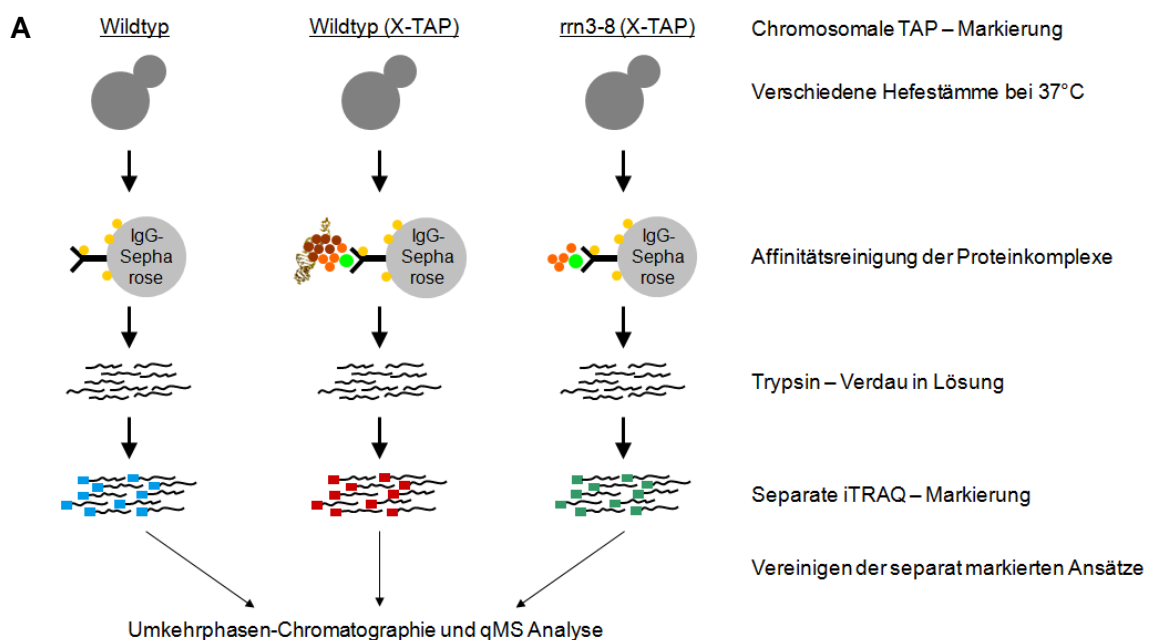 A
Wildtyp
Wildtyp (X-TAP)
rrn3-8 (X-TAP)
Chromosomale TAP – Markierung
Verschiedene Hefestämme bei 37°C
IgG-
Sepha
rose
IgG-
Sepha
rose
IgG-
Sepha
rose
Affinitätsreinigung der Proteinkomplexe
Trypsin – Verdau in Lösung
Separate iTRAQ – Markierung
Vereinigen der separat markierten Ansätze
Umkehrphasen-Chromatographie und qMS Analyse